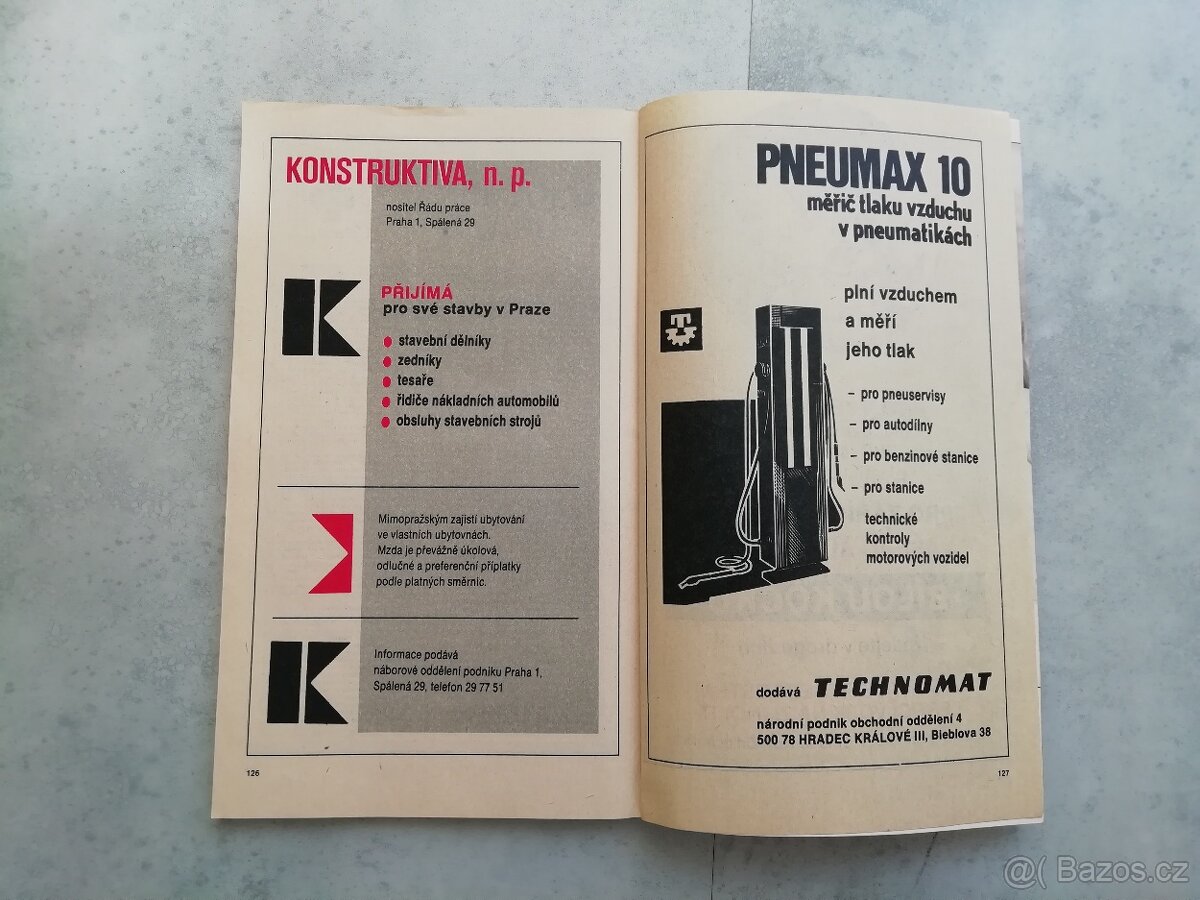 KONSTRUKTIVA, n. p.
nositel Řádu práce
Praha 1, Spálená 29
PŘIJÍMÁ
pro své stavby v Praze
stavební dělníky
zedníky
tesaře
řidiče nákladních automobilů
obsluhy stavebních strojů
Mimopražským zajistí ubytování
ve vlastních ubytovnách.
Mzda je převážně úkolová,
odlučné a preferenční příplatky
podle platných směrnic.
Informace podává
náborové oddělení podniku Praha 1,
Spálená 29, telefon 29 77 51
126
PNEUMAX 10
měřič tlaku vzduchu
v pneumatikách
plní vzduchem
a měří
jeho tlak
– pro pneuservisy
– pro autodílny
– pro benzinové stanice
– pro stanice
technické
kontroly
motorových vozidel
dodává TECHNOMAT
národní podnik obchodní oddělení 4
500 78 HRADEC KRÁLOVÉ III, Bieblova 38
127
@( Bazos.cz